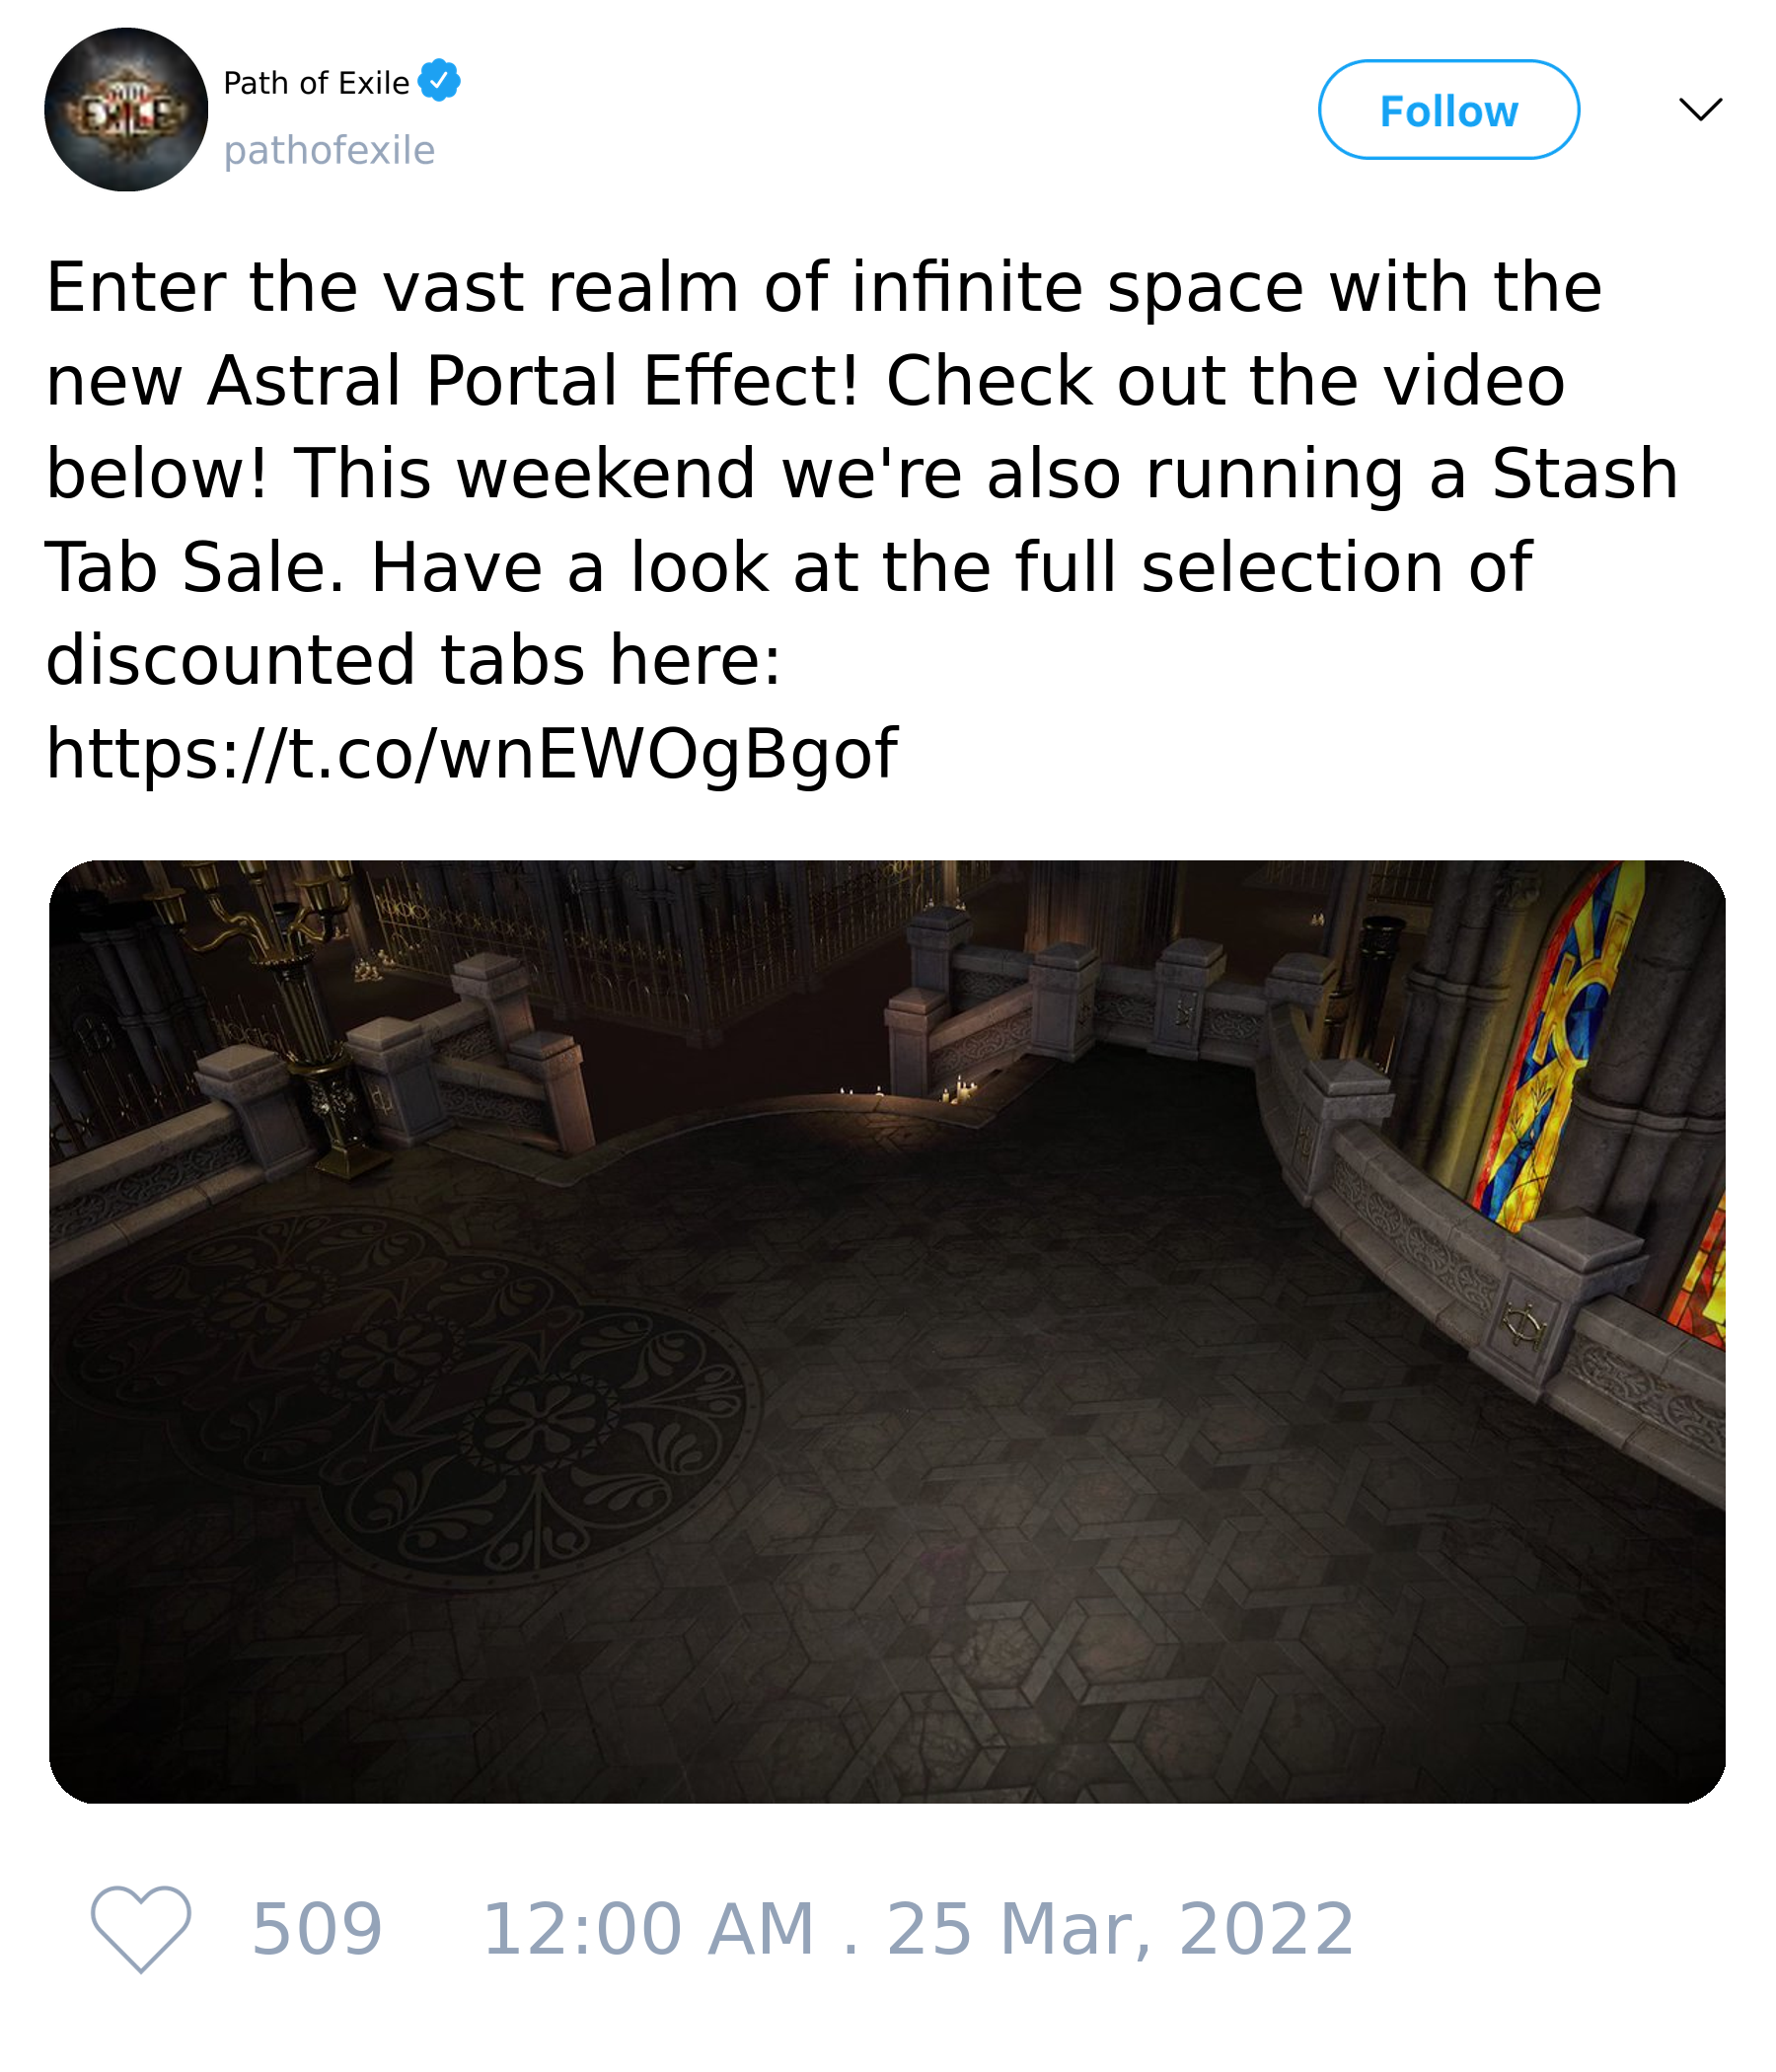 Path of Exile
pathofexile
Follow
Enter the vast realm of infinite space with the
new Astral Portal Effect! Check out the video
below! This weekend we're also running a Stash
Tab Sale. Have a look at the full selection of
discounted tabs here:
https://t.co/wnEWOgBgof
509 12:00 AM . 25 Mar, 2022